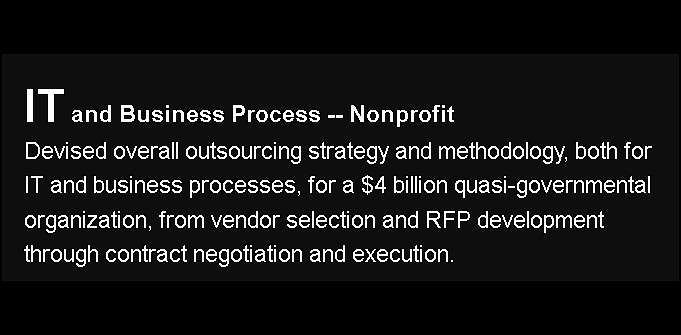 IT and Business Process -- Nonprofit
Devised overall outsourcing strategy and methodology, both for
IT and business processes, for a $4 billion quasi-governmental
organization, from vendor selection and RFP development
through contract negotiation and execution.